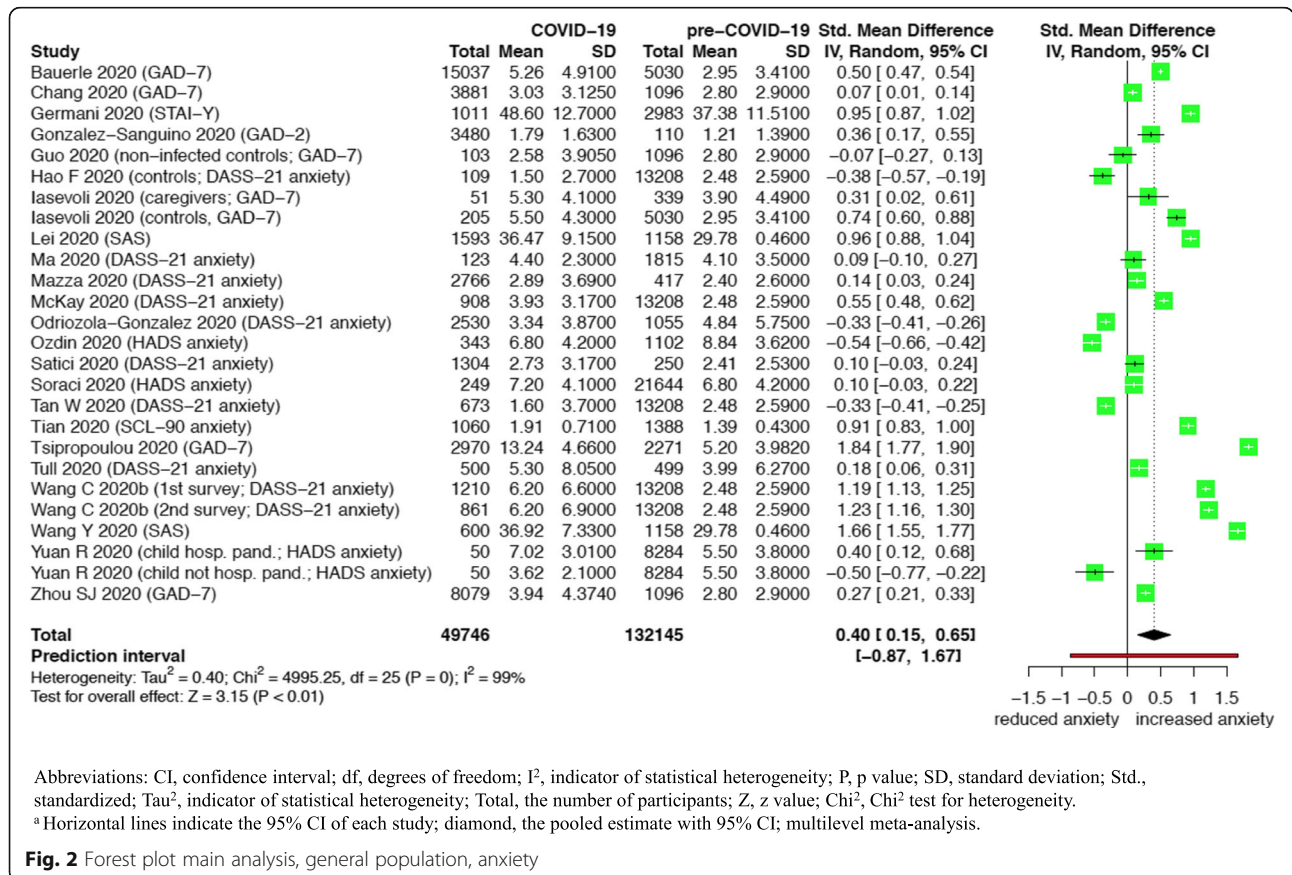 COVID−19 pre−COVID−19 Std. Mean Difference Std. Mean Difference
Study Total Mean SD Total Mean SD IV, Random, 95% CI IV, Random, 95% CI
Bauerle 2020 (GAD−7) 15037 5.26 4.9100 5030 2.95 3.4100 0.50 [ 0.47, 0.54]
Chang 2020 (GAD−7) 3881 3.03 3.1250 1096 2.80 2.9000 0.07 [ 0.01, 0.14]
Germani 2020 (STAI−Y) 1011 48.60 12.7000 2983 37.38 11.5100 0.95 [ 0.87, 1.02]
Gonzalez−Sanguino 2020 (GAD−2) 3480 1.79 1.6300 110 1.21 1.3900 0.36 [ 0.17, 0.55]
Guo 2020 (non−infected controls; GAD−7) 103 2.58 3.9050 1096 2.80 2.9000 −0.07 [−0.27, 0.13]
Hao F 2020 (controls; DASS−21 anxiety) 109 1.50 2.7000 13208 2.48 2.5900 −0.38 [−0.57, −0.19]
Iasevoli 2020 (caregivers; GAD−7) 51 5.30 4.1000 339 3.90 4.4900 0.31 [ 0.02, 0.61]
Iasevoli 2020 (controls, GAD−7) 205 5.50 4.3000 5030 2.95 3.4100 0.74 [ 0.60, 0.88]
Lei 2020 (SAS) 1593 36.47 9.1500 1158 29.78 0.4600 0.96 [ 0.88, 1.04]
Ma 2020 (DASS−21 anxiety) 123 4.40 2.3000 1815 4.10 3.5000 0.09 [−0.10, 0.27]
Mazza 2020 (DASS−21 anxiety) 2766 2.89 3.6900 417 2.40 2.6000 0.14 [ 0.03, 0.24]
McKay 2020 (DASS−21 anxiety) 908 3.93 3.1700 13208 2.48 2.5900 0.55 [ 0.48, 0.62]
Odriozola−Gonzalez 2020 (DASS−21 anxiety) 2530 3.34 3.8700 1055 4.84 5.7500 −0.33 [−0.41, −0.26]
Ozdin 2020 (HADS anxiety) 343 6.80 4.2000 1102 8.84 3.6200 −0.54 [−0.66, −0.42]
Satici 2020 (DASS−21 anxiety) 1304 2.73 3.1700 250 2.41 2.5300 0.10 [−0.03, 0.24]
Soraci 2020 (HADS anxiety) 249 7.20 4.1000 21644 6.80 4.2000 0.10 [−0.03, 0.22]
Tan W 2020 (DASS−21 anxiety) 673 1.60 3.7000 13208 2.48 2.5900 −0.33 [−0.41, −0.25]
Tian 2020 (SCL−90 anxiety) 1060 1.91 0.7100 1388 1.39 0.4300 0.91 [ 0.83, 1.00]
Tsipropoulou 2020 (GAD−7) 2970 13.24 4.6600 2271 5.20 3.9820 1.84 [ 1.77, 1.90]
Tull 2020 (DASS−21 anxiety) 500 5.30 8.0500 499 3.99 6.2700 0.18 [ 0.06, 0.31]
Wang C 2020b (1st survey; DASS−21 anxiety) 1210 6.20 6.6000 13208 2.48 2.5900 1.19 [ 1.13, 1.25]
Wang C 2020b (2nd survey; DASS−21 anxiety) 861 6.20 6.9000 13208 2.48 2.5900 1.23 [ 1.16, 1.30]
Wang Y 2020 (SAS) 600 36.92 7.3300 1158 29.78 0.4600 1.66 [ 1.55, 1.77]
Yuan R 2020 (child hosp. pand.; HADS anxiety) 50 7.02 3.0100 8284 5.50 3.8000 0.40 [ 0.12, 0.68]
Yuan R 2020 (child not hosp. pand.; HADS anxiety) 50 3.62 2.1000 8284 5.50 3.8000 −0.50 [−0.77, −0.22]
Zhou SJ 2020 (GAD−7) 8079 3.94 4.3740 1096 2.80 2.9000 0.27 [ 0.21, 0.33]
Total 49746 132145 0.40 [ 0.15, 0.65]
Prediction interval [−0.87, 1.67]
Heterogeneity: Tau² = 0.40; Chi² = 4995.25, df = 25 (P = 0); I² = 99%
Test for overall effect: Z = 3.15 (P < 0.01)
−1.5 −1 −0.5 0 0.5 1 1.5
reduced anxiety increased anxiety
Abbreviations: CI, confidence interval; df, degrees of freedom; I², indicator of statistical heterogeneity; P, p value; SD, standard deviation; Std.,
standardized; Tau², indicator of statistical heterogeneity; Total, the number of participants; Z, z value; Chi², Chi² test for heterogeneity.
ᵃ Horizontal lines indicate the 95% CI of each study; diamond, the pooled estimate with 95% CI; multilevel meta-analysis.
Fig. 2 Forest plot main analysis, general population, anxiety